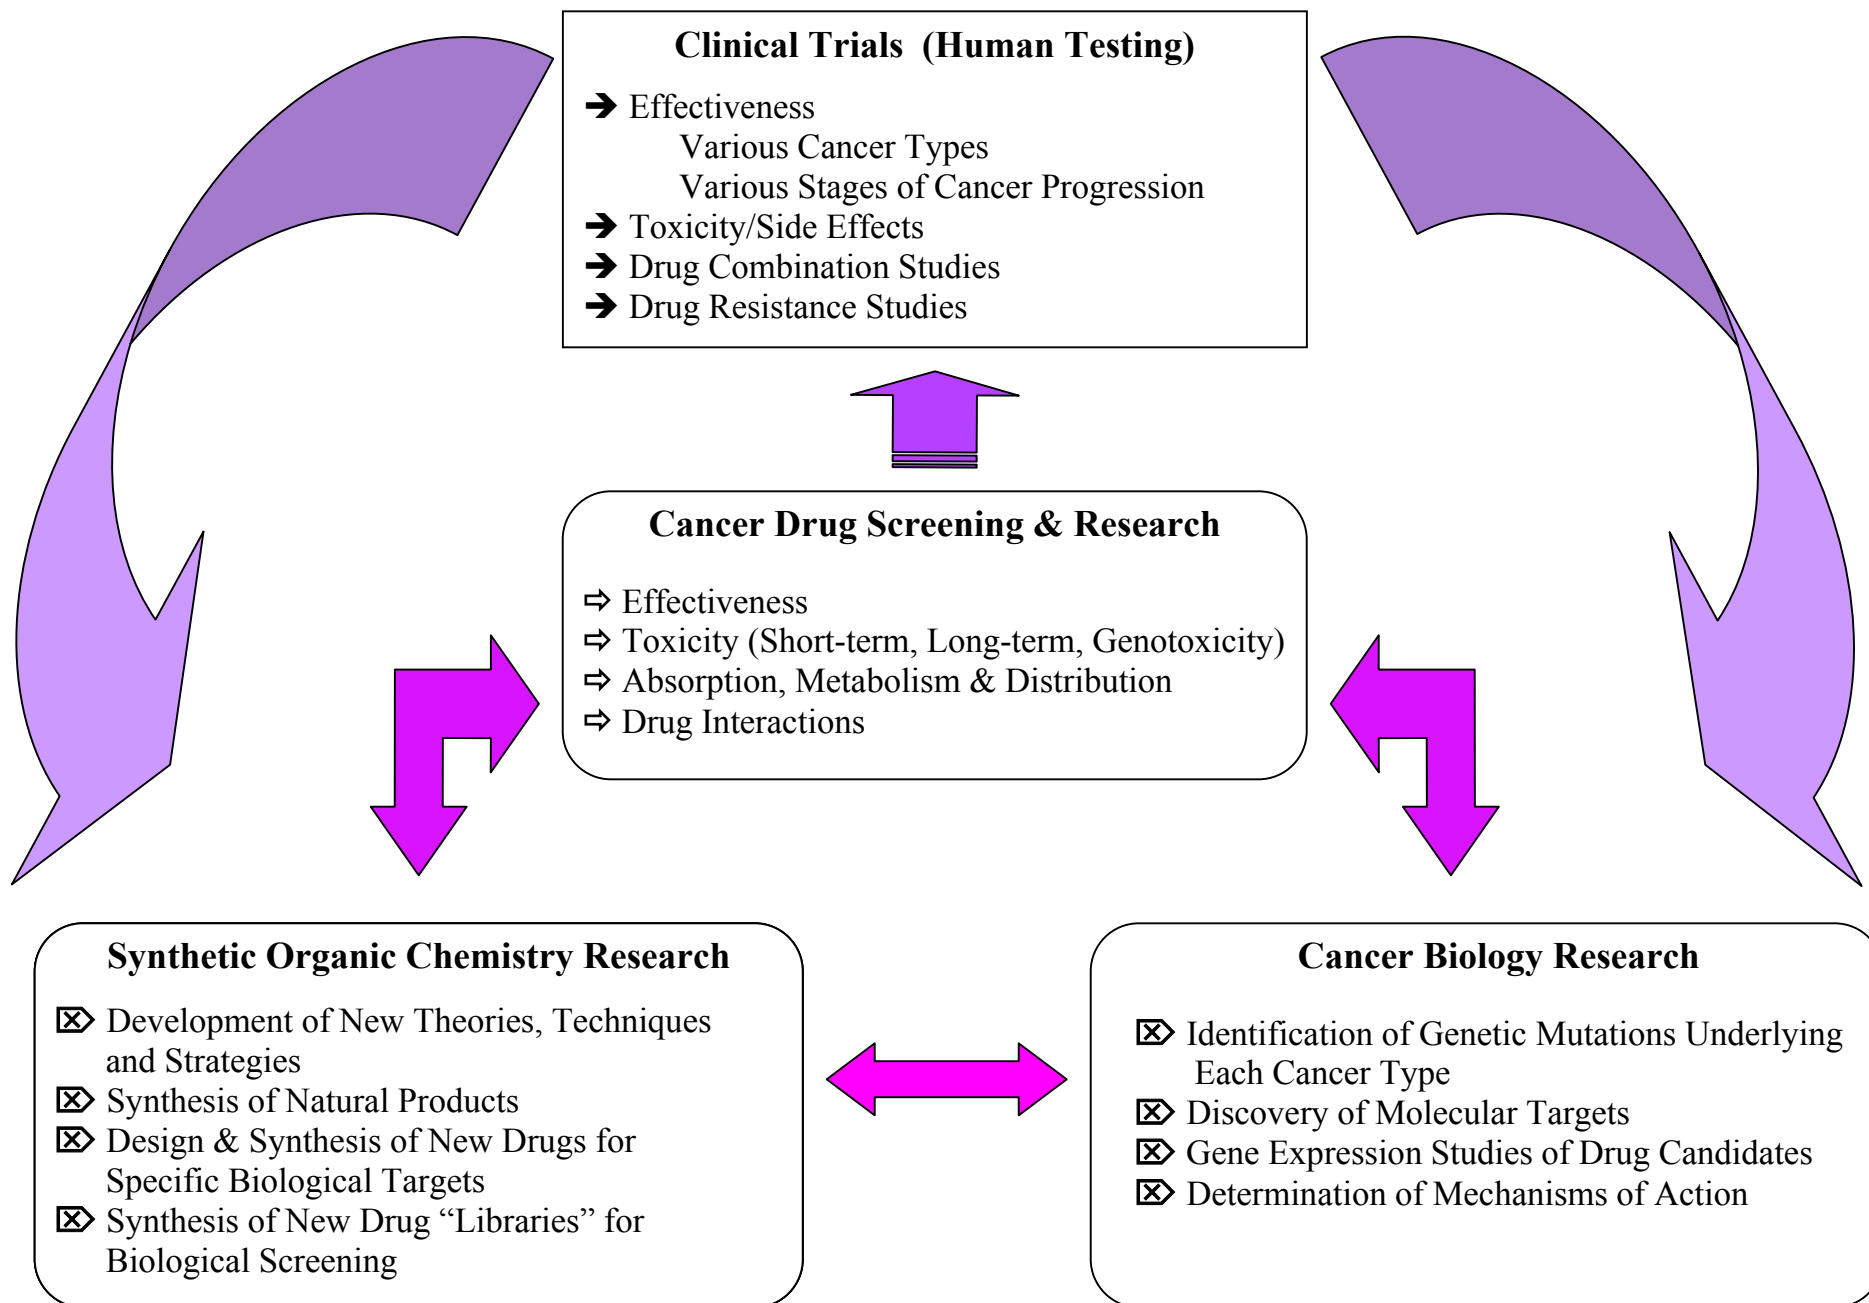 Clinical Trials (Human Testing)
Effectiveness
Various Cancer Types
Various Stages of Cancer Progression
Toxicity/Side Effects
Drug Combination Studies
Drug Resistance Studies
Cancer Drug Screening & Research
Effectiveness
Toxicity (Short-term, Long-term, Genotoxicity)
Absorption, Metabolism & Distribution
Drug Interactions
Synthetic Organic Chemistry Research
Development of New Theories, Techniques
and Strategies
Synthesis of Natural Products
Design & Synthesis of New Drugs for
Specific Biological Targets
Synthesis of New Drug “Libraries” for
Biological Screening
Cancer Biology Research
Identification of Genetic Mutations Underlying
Each Cancer Type
Discovery of Molecular Targets
Gene Expression Studies of Drug Candidates
Determination of Mechanisms of Action